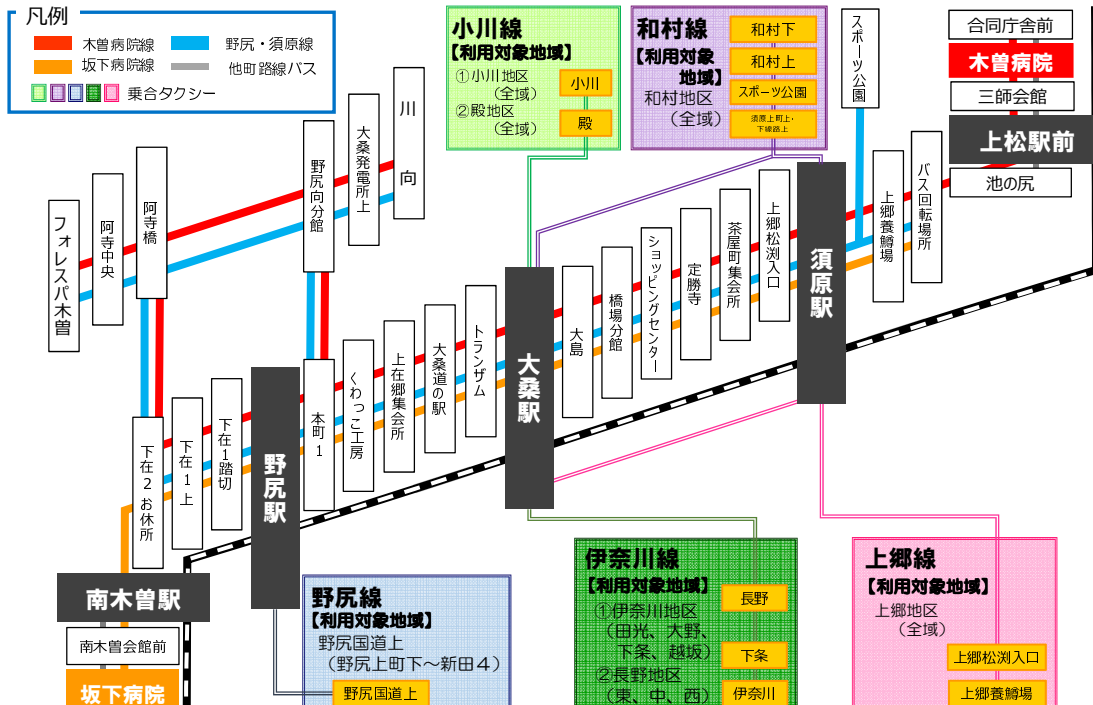 凡例
木曽病院線
野尻・須原線
坂下病院線
他町路線バス
乗合タクシー
小川線
【利用対象地域】
①小川地区
（全域）
②殿地区
（全域）
小川
殿
和村線
【利用対象
地域】
和村地区
（全域）
和村下
和村上
スポーツ公園
須原上町上・
下線路上
スポーツ公園
合同庁舎前
木曽病院
三師会館
上松駅前
池の尻
フォレスパ木曽
阿寺中央
阿寺橋
野尻向分館
大桑発電所上
川向
下在2お休所
下在1上
下在1踏切
野尻駅
本町1
くわっこ工房
上在郷集会所
大桑道の駅
トランザム
大桑駅
大島
橋場分館
ショッピングセンター
定勝寺
茶屋町集会所
上郷松渕入口
須原駅
上郷養鱒場
バス回転場所
南木曽駅
南木曽会館前
坂下病院
野尻線
【利用対象地域】
野尻国道上
（野尻上町下～新田４）
野尻国道上
伊奈川線
【利用対象地域】
①伊奈川地区
（田光、大野、
下条、越坂）
②長野地区
（東、中、西）
長野
下条
伊奈川
上郷線
【利用対象地域】
上郷地区
（全域）
上郷松渕入口
上郷養鱒場